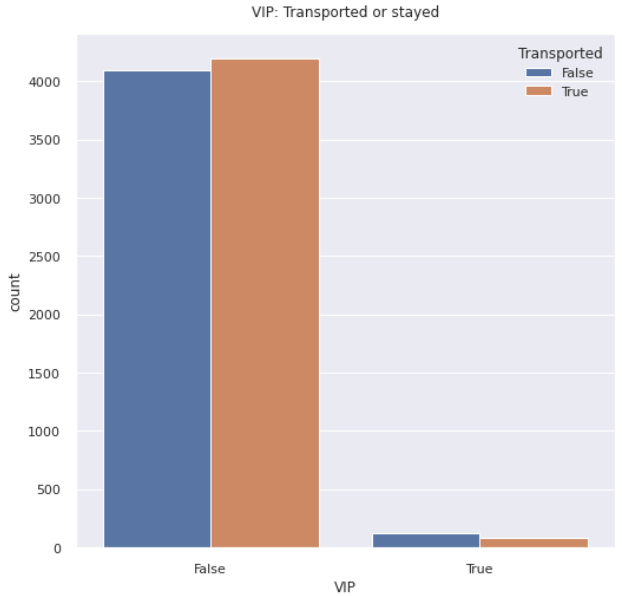 VIP: Transported or stayed
Transported
False
True
4000
3500
3000
2500
2000
1500
1000
500
0
count
False
True
VIP